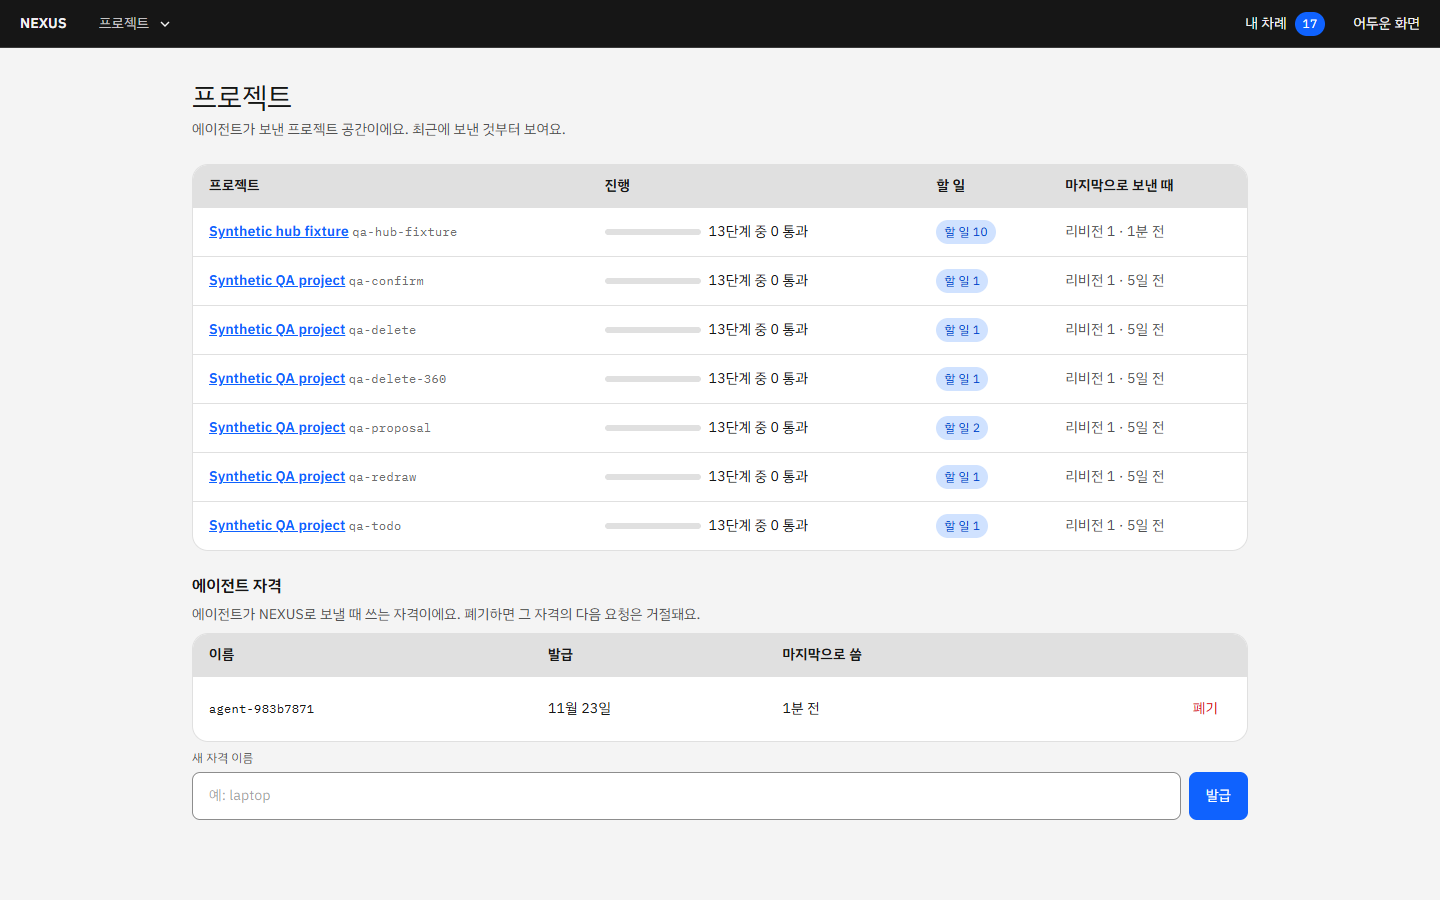 NEXUS 프로젝트 내 차례 17 어두운 화면
프로젝트
에이전트가 보낸 프로젝트 공간이에요. 최근에 보낸 것부터 보여요.
프로젝트 진행 할 일 마지막으로 보낸 때
Synthetic hub fixture qa-hub-fixture 13단계 중 0 통과 할 일 10 리비전 1 · 1분 전
Synthetic QA project qa-confirm 13단계 중 0 통과 할 일 1 리비전 1 · 5일 전
Synthetic QA project qa-delete 13단계 중 0 통과 할 일 1 리비전 1 · 5일 전
Synthetic QA project qa-delete-360 13단계 중 0 통과 할 일 1 리비전 1 · 5일 전
Synthetic QA project qa-proposal 13단계 중 0 통과 할 일 2 리비전 1 · 5일 전
Synthetic QA project qa-redraw 13단계 중 0 통과 할 일 1 리비전 1 · 5일 전
Synthetic QA project qa-todo 13단계 중 0 통과 할 일 1 리비전 1 · 5일 전
에이전트 자격
에이전트가 NEXUS로 보낼 때 쓰는 자격이에요. 폐기하면 그 자격의 다음 요청은 거절돼요.
이름 발급 마지막으로 씀
agent-983b7871 11월 23일 1분 전 폐기
새 자격 이름
예: laptop 발급